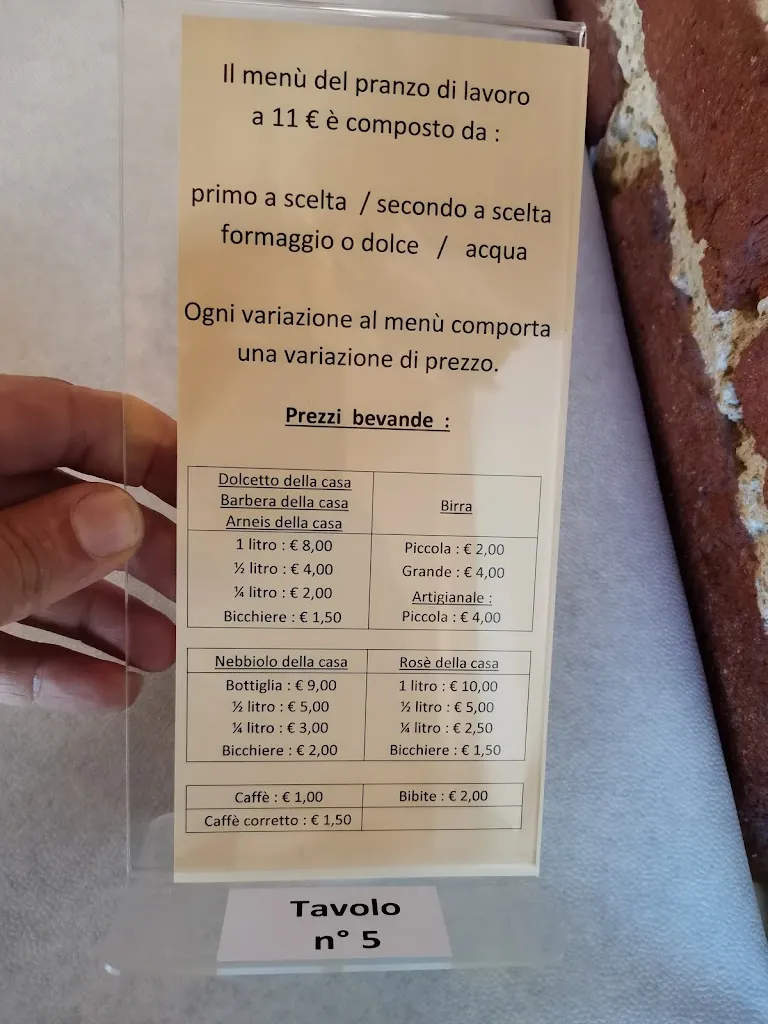 Il menù del pranzo di lavoro
a 11 € è composto da :
primo a scelta / secondo a scelta
formaggio o dolce / acqua
Ogni variazione al menù comporta
una variazione di prezzo.
Prezzi bevande :
Dolcetto della casa
Barbera della casa
Arneis della casa
1 litro : € 8,00
½ litro : € 4,00
¼ litro : € 2,00
Bicchiere : € 1,50
Birra
Piccola : € 2,00
Grande : € 4,00
Artigianale :
Piccola : € 4,00
Nebbiolo della casa
Bottiglia : € 9,00
½ litro : € 5,00
¼ litro : € 3,00
Bicchiere : € 2,00
Rosè della casa
1 litro : € 10,00
½ litro : € 5,00
¼ litro : € 2,50
Bicchiere : € 1,50
Caffè : € 1,00
Bibite : € 2,00
Caffè corretto : € 1,50
Tavolo
n° 5